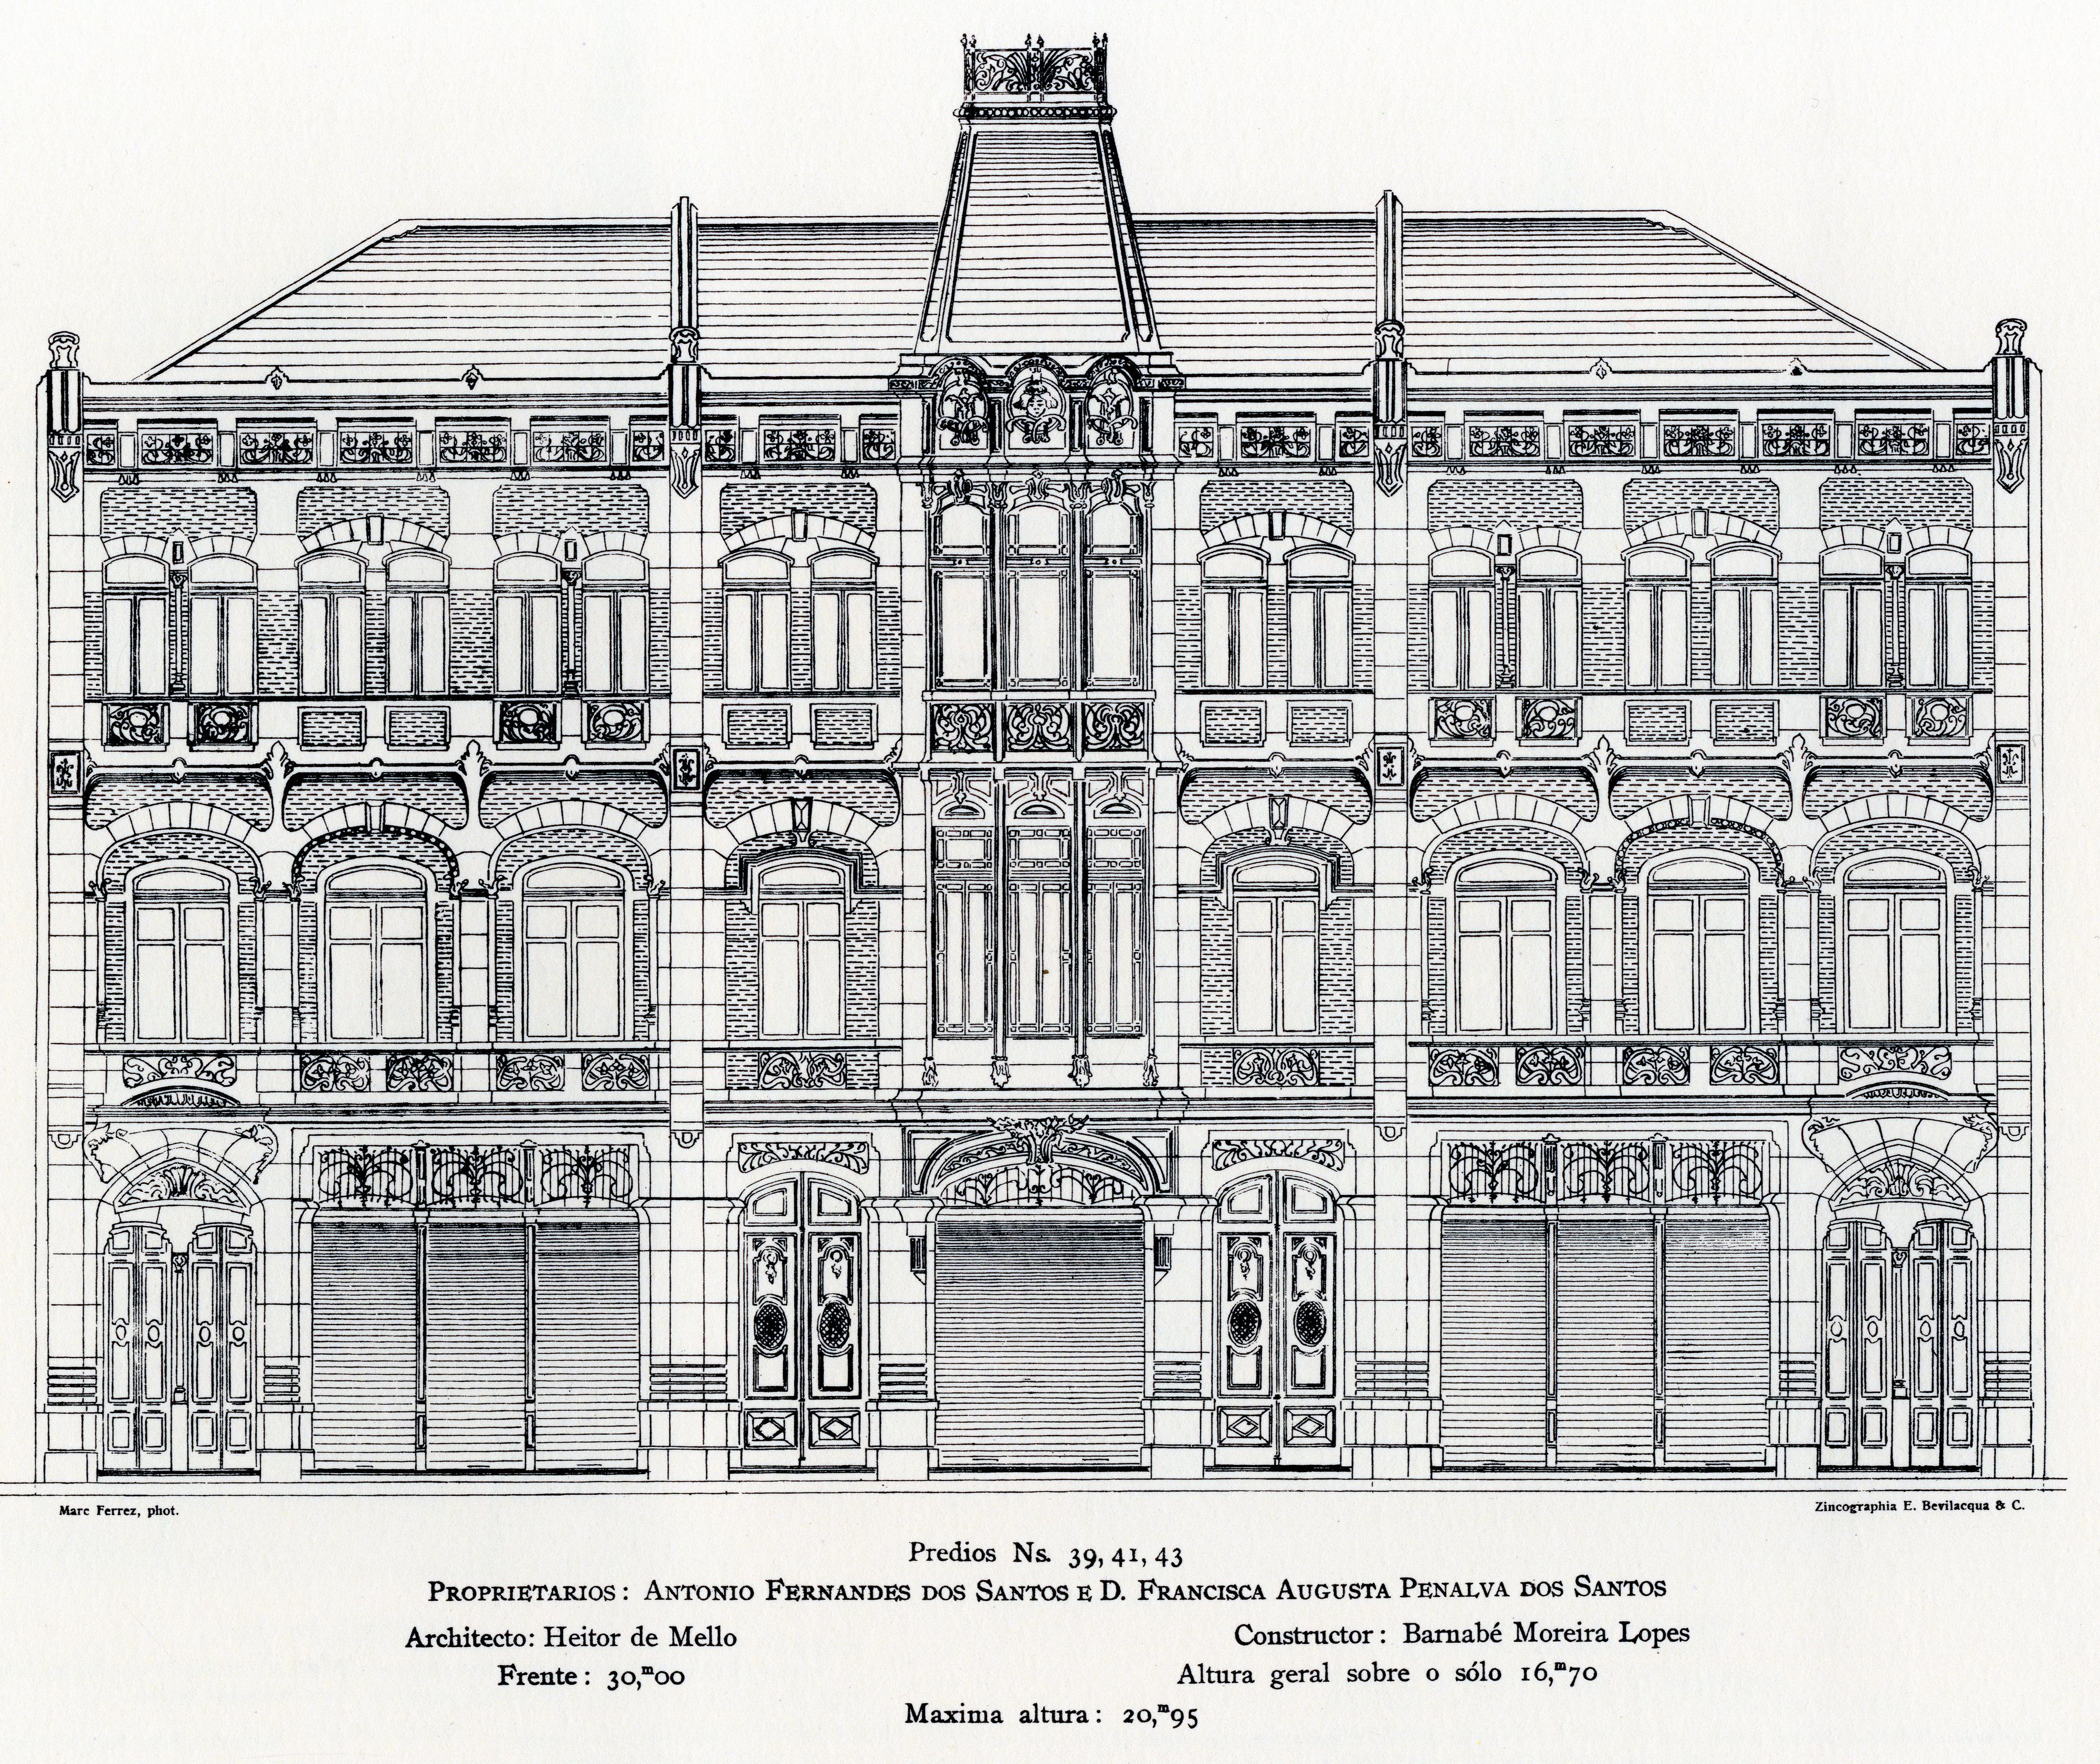 Marc Ferrez, phot.
Zincographia E. Bevilacqua & C.
Predios Ns. 39, 41, 43
PROPRIETARIOS: ANTONIO FERNANDES DOS SANTOS E D. FRANCISCA AUGUSTA PENALVA DOS SANTOS
Architecto: Heitor de Mello
Constructor: Barnabé Moreira Lopes
Frente: 30,ᵐ00
Altura geral sobre o sólo 16,ᵐ70
Maxima altura: 20,ᵐ95